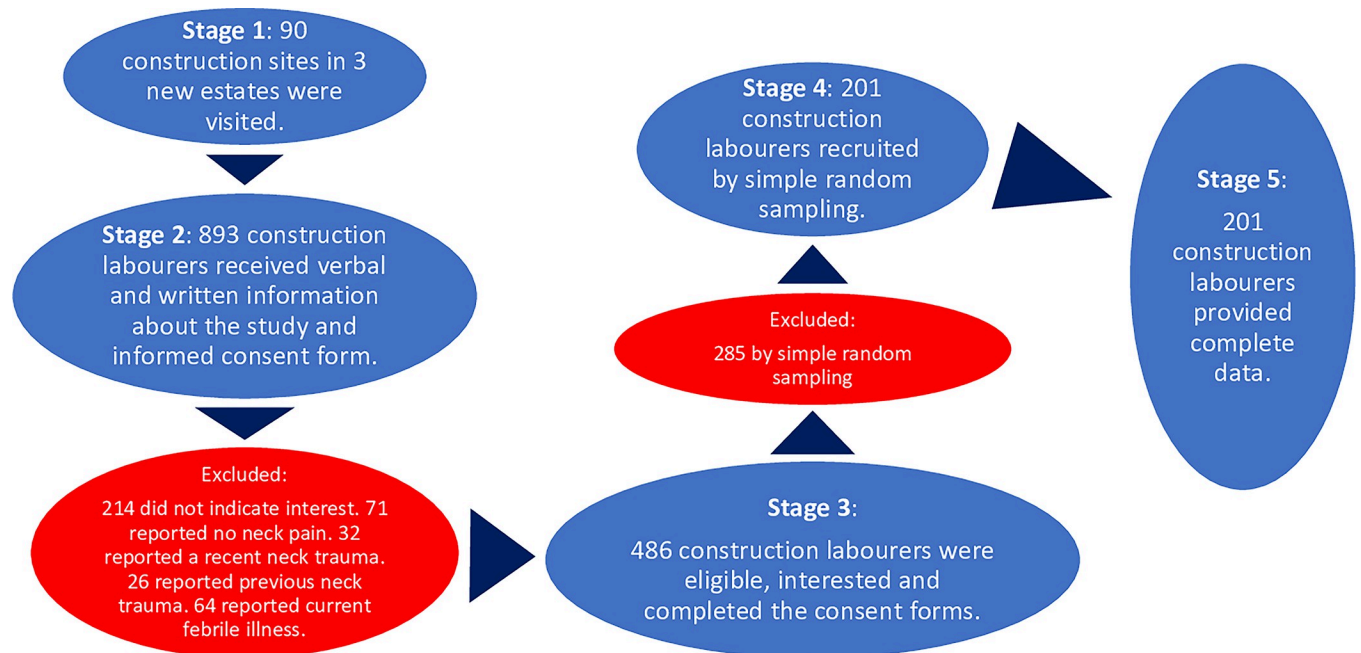 Stage 1: 90
construction sites in 3
new estates were
visited.
Stage 2: 893 construction
labourers received verbal
and written information
about the study and
informed consent form.
Excluded:
214 did not indicate interest. 71
reported no neck pain. 32
reported a recent neck trauma.
26 reported previous neck
trauma. 64 reported current
febrile illness.
Stage 3:
486 construction labourers were
eligible, interested and
completed the consent forms.
Excluded:
285 by simple random
sampling
Stage 4: 201
construction
labourers recruited
by simple random
sampling.
Stage 5:
201
construction
labourers
provided
complete
data.